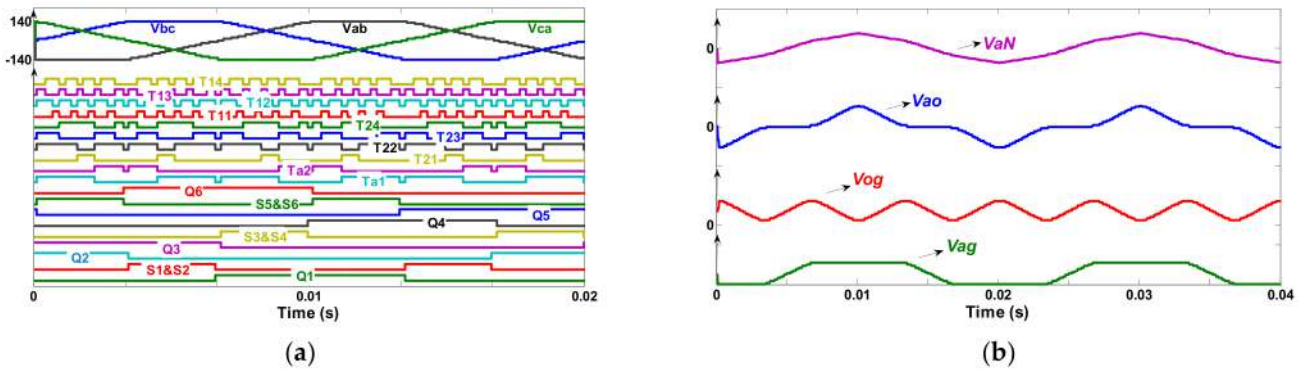 140
-140
Vbc
Vab
Vca
T14
T13
T12
T11
T24
T23
T22
T21
Ta2
Ta1
Q6
S5&S6
Q5
Q4
S3&S4
Q3
Q2
S1&S2
Q1
0
0.01
0.02
Time (s)
(a)
0
VaN
0
Vao
0
Vog
Vag
0
0.01
0.02
0.03
0.04
Time (s)
(b)